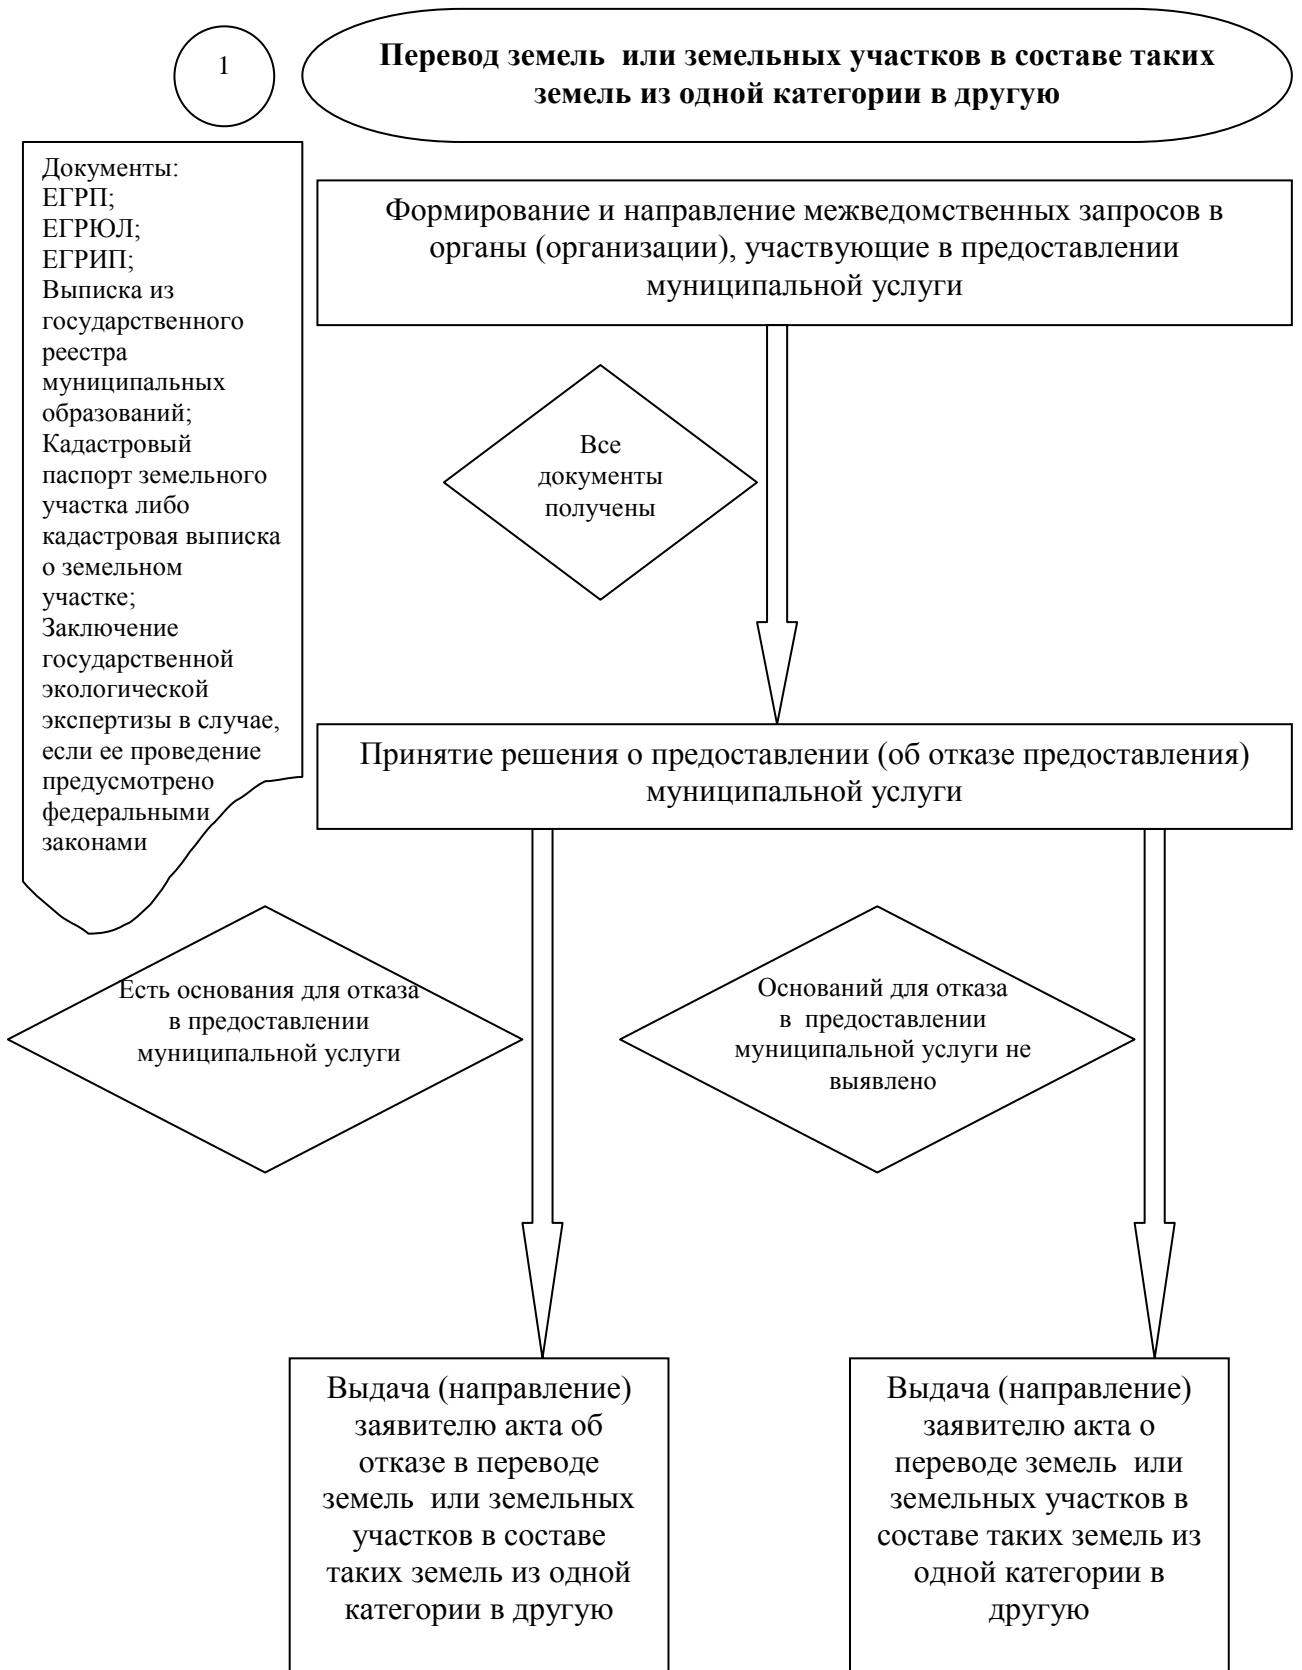 1
Перевод земель или земельных участков в составе таких
земель из одной категории в другую
Документы:
ЕГРП;
ЕГРЮЛ;
ЕГРИП;
Выписка из
государственного
реестра
муниципальных
образований;
Кадастровый
паспорт земельного
участка либо
кадастровая выписка
о земельном
участке;
Заключение
государственной
экологической
экспертизы в случае,
если ее проведение
предусмотрено
федеральными
законами
Формирование и направление межведомственных запросов в
органы (организации), участвующие в предоставлении
муниципальной услуги
Все
документы
получены
Принятие решения о предоставлении (об отказе предоставления)
муниципальной услуги
Есть основания для отказа
в предоставлении
муниципальной услуги
Оснований для отказа
в предоставлении
муниципальной услуги не
выявлено
Выдача (направление)
заявителю акта об
отказе в переводе
земель или земельных
участков в составе
таких земель из одной
категории в другую
Выдача (направление)
заявителю акта о
переводе земель или
земельных участков в
составе таких земель из
одной категории в
другую